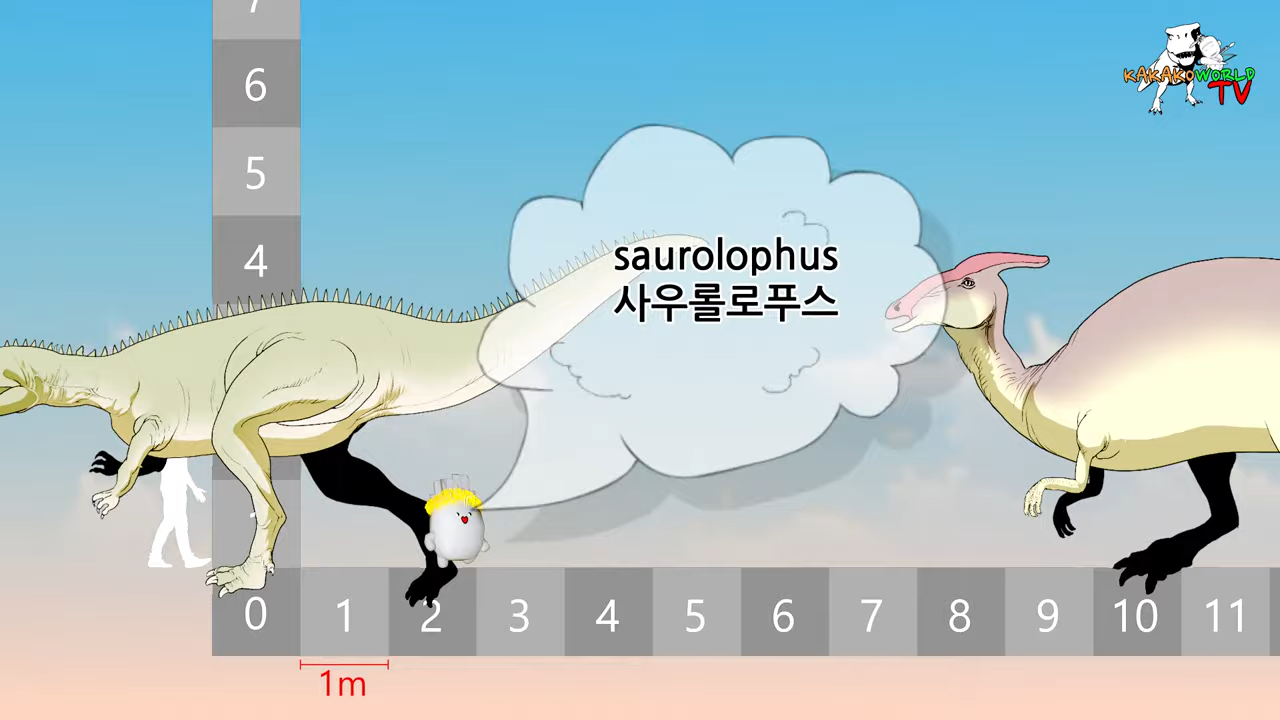 7
6
5
4
KAKAKOWORLD
TV
saurolophus
사우롤로푸스
0 1 2 3 4 5 6 7 8 9 10 11
1m